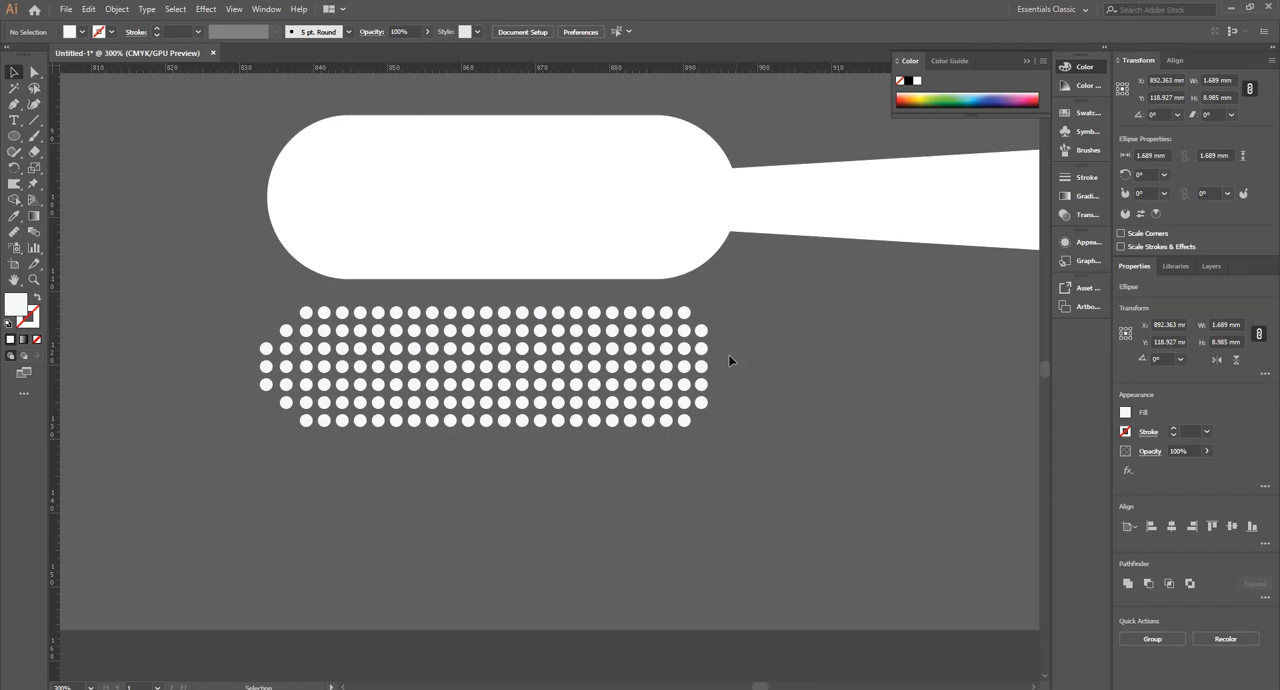 Ai File Edit Object Type Select Effect View Window Help Essentials Classic Search Adobe Stock
No Selection Stroke: 5 pt. Round Opacity: 100% Style: Document Setup Preferences
Untitled-1* @ 300% (CMYK/GPU Preview)
810 820 830 840 850 860 870 880 890 900 910
Color Color Guide
Color
Color ...
Swatc...
Symb...
Brushes
Stroke
Gradi...
Trans...
Appea...
Graph...
Asset ...
Artbo...
Transform Align
X: 892.363 mm W: 1.689 mm
Y: 118.927 mm H: 8.985 mm
0° 0°
Ellipse Properties:
1.689 mm 1.689 mm
0°
0° 0°
Scale Corners
Scale Strokes & Effects
Properties Libraries Layers
Ellipse
Transform
X: 892.363 mr W: 1.689 mm
Y: 118.927 mr H: 8.985 mm
0°
Appearance
Fill
Stroke
Opacity 100%
fx.
Align
Pathfinder
Expand
Quick Actions
Group Recolor
300% 1 Selection